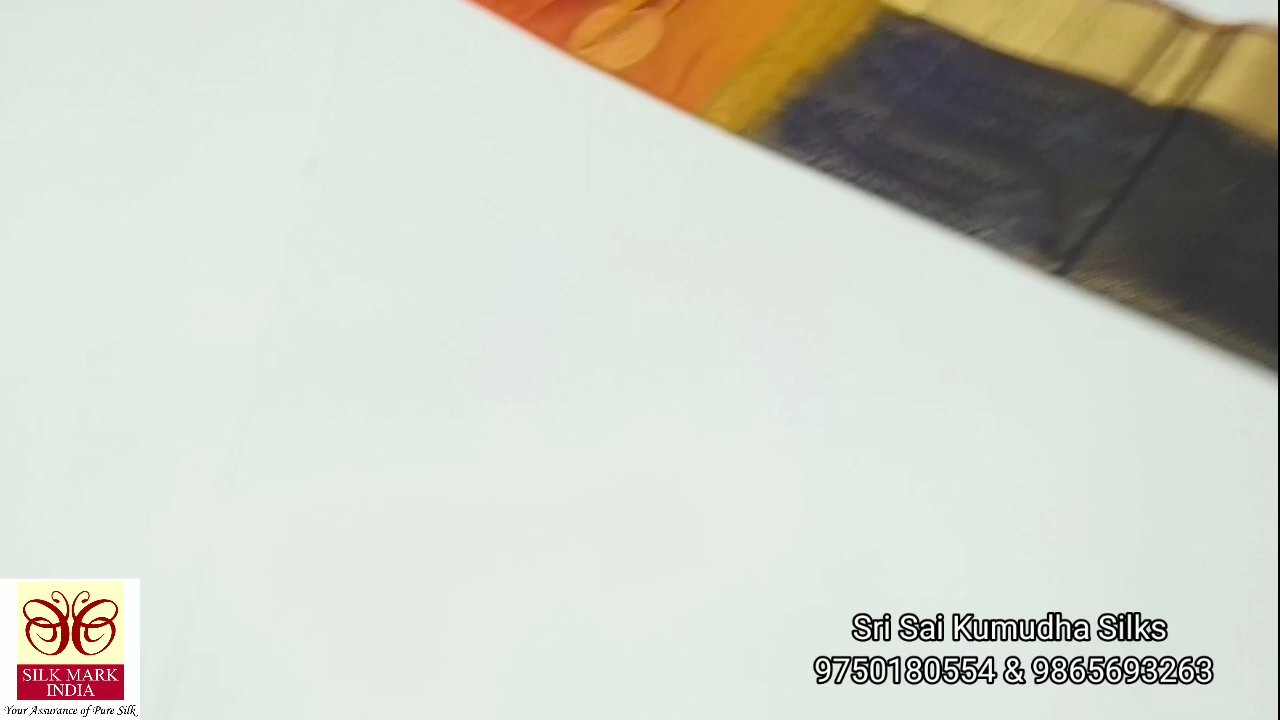 Sri Sai Kumudha Silks
9750180554 & 9865693263
SILK MARK
INDIA
Your Assurance of Pure Silk